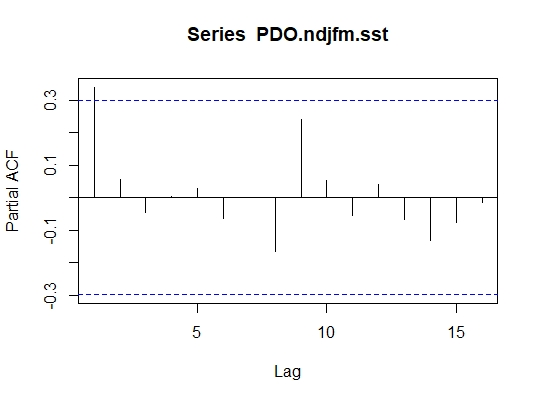 Series PDO.ndjfm.sst
Partial ACF
0.3
0.1
-0.1
-0.3
5 10 15
Lag